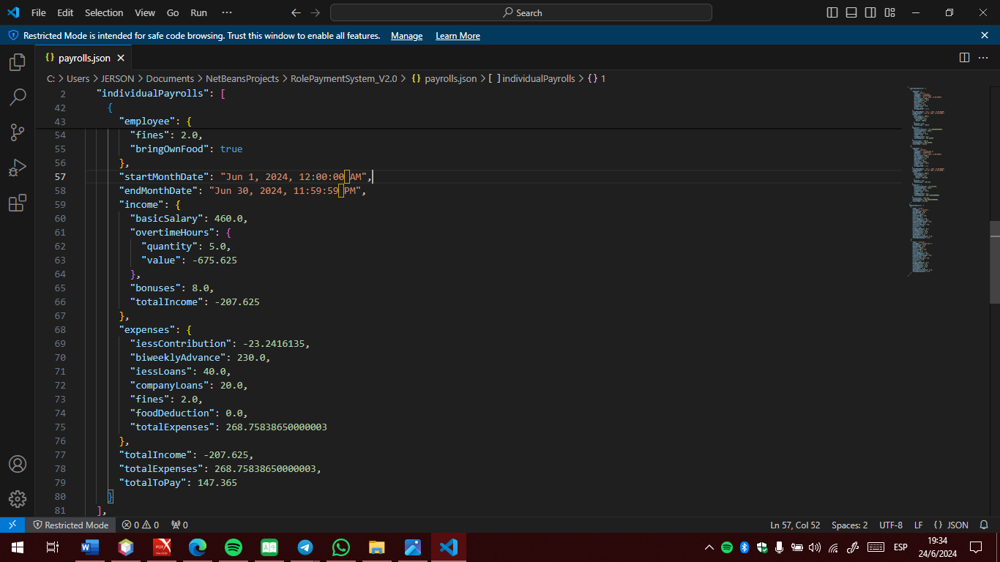 File Edit Selection View Go Run ··· Search
Restricted Mode is intended for safe code browsing. Trust this window to enable all features. Manage Learn More
{} payrolls.json
C: > Users > JERSON > Documents > NetBeansProjects > RolePaymentSystem_V2.0 > {} payrolls.json > [ ] individualPayrolls > {} 1
2 "individualPayrolls": [
42 {
43 "employee": {
54 "fines": 2.0,
55 "bringOwnFood": true
56 },
57 "startMonthDate": "Jun 1, 2024, 12:00:00 AM",
58 "endMonthDate": "Jun 30, 2024, 11:59:59 PM",
59 "income": {
60 "basicSalary": 460.0,
61 "overtimeHours": {
62 "quantity": 5.0,
63 "value": -675.625
64 },
65 "bonuses": 8.0,
66 "totalIncome": -207.625
67 },
68 "expenses": {
69 "iessContribution": -23.2416135,
70 "biweeklyAdvance": 230.0,
71 "iessLoans": 40.0,
72 "companyLoans": 20.0,
73 "fines": 2.0,
74 "foodDeduction": 0.0,
75 "totalExpenses": 268.75838650000003
76 },
77 "totalIncome": -207.625,
78 "totalExpenses": 268.75838650000003,
79 "totalToPay": 147.365
80 }
81 ],
Restricted Mode 0 0 0 Ln 57, Col 52 Spaces: 2 UTF-8 LF {} JSON
ESP 19:34
24/6/2024